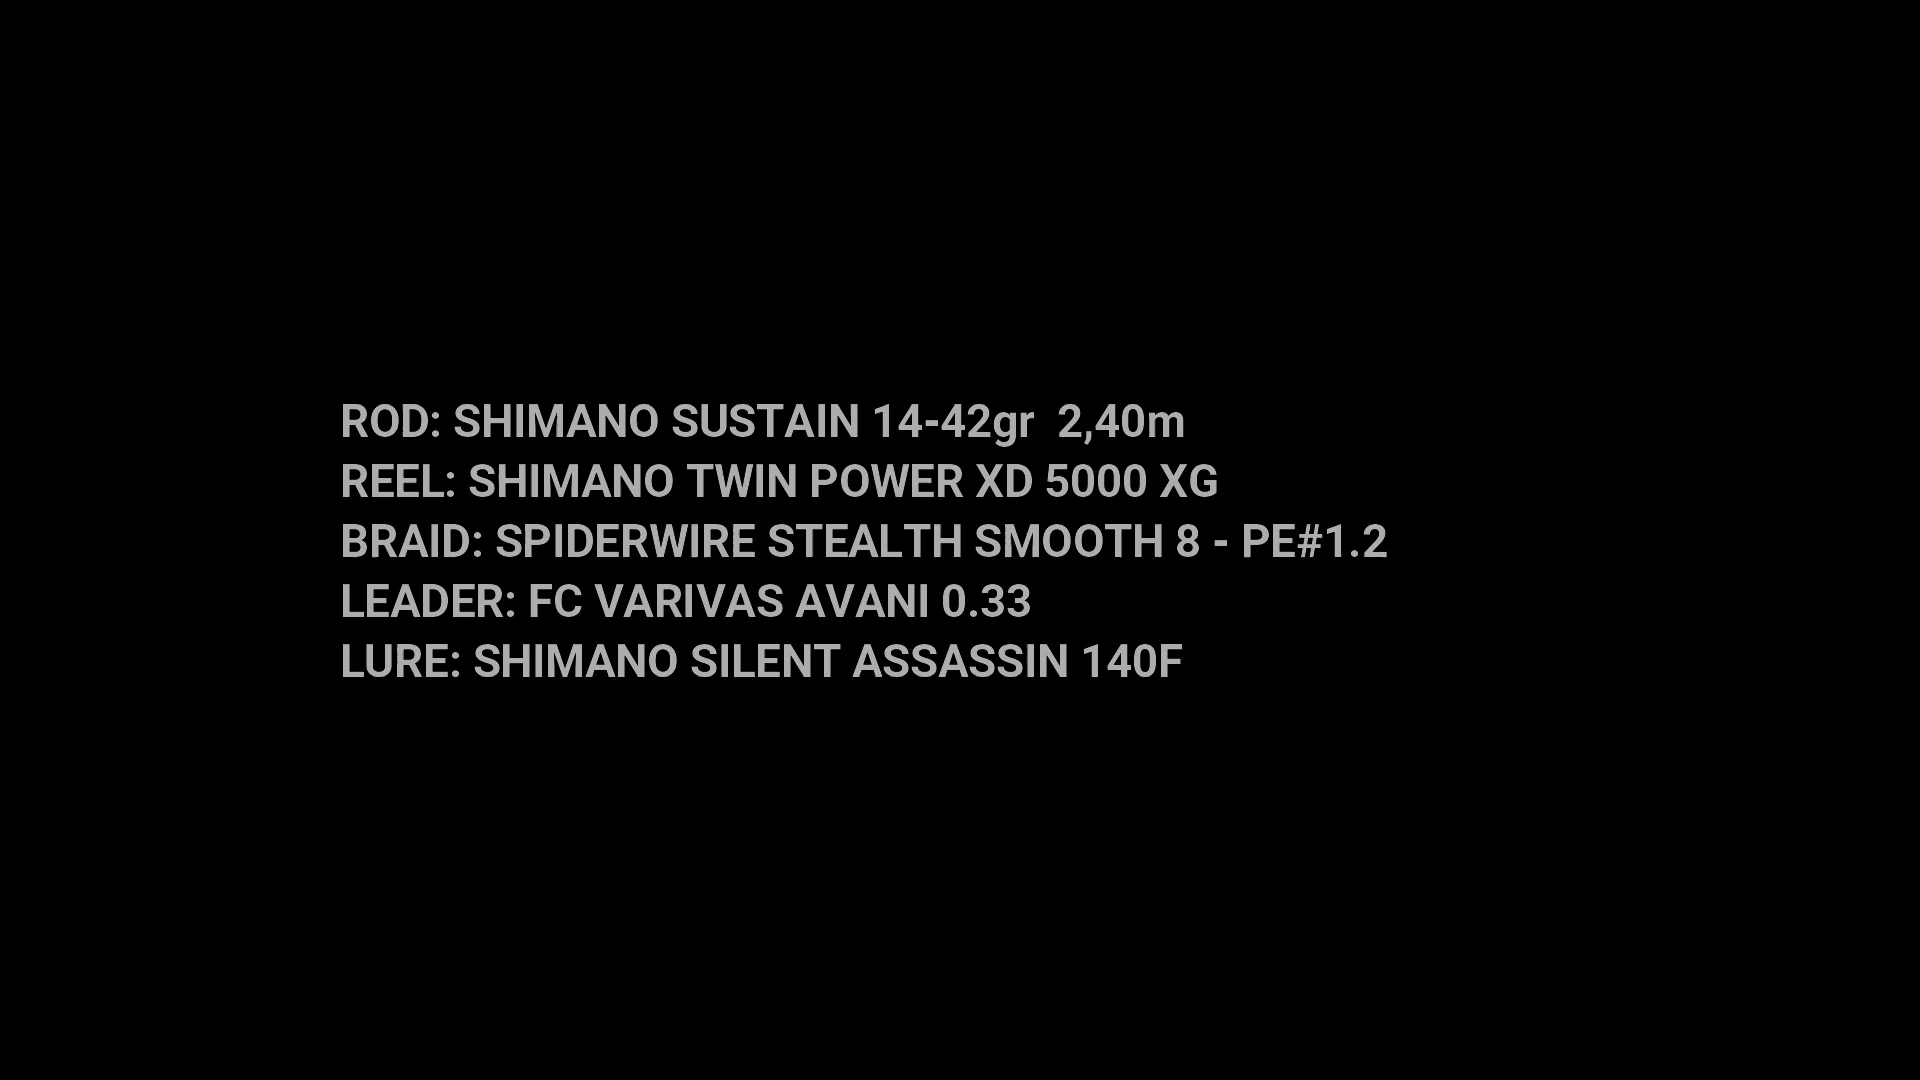 ROD: SHIMANO SUSTAIN 14-42gr  2,40m
REEL: SHIMANO TWIN POWER XD 5000 XG
BRAID: SPIDERWIRE STEALTH SMOOTH 8 - PE#1.2
LEADER: FC VARIVAS AVANI 0.33
LURE: SHIMANO SILENT ASSASSIN 140F